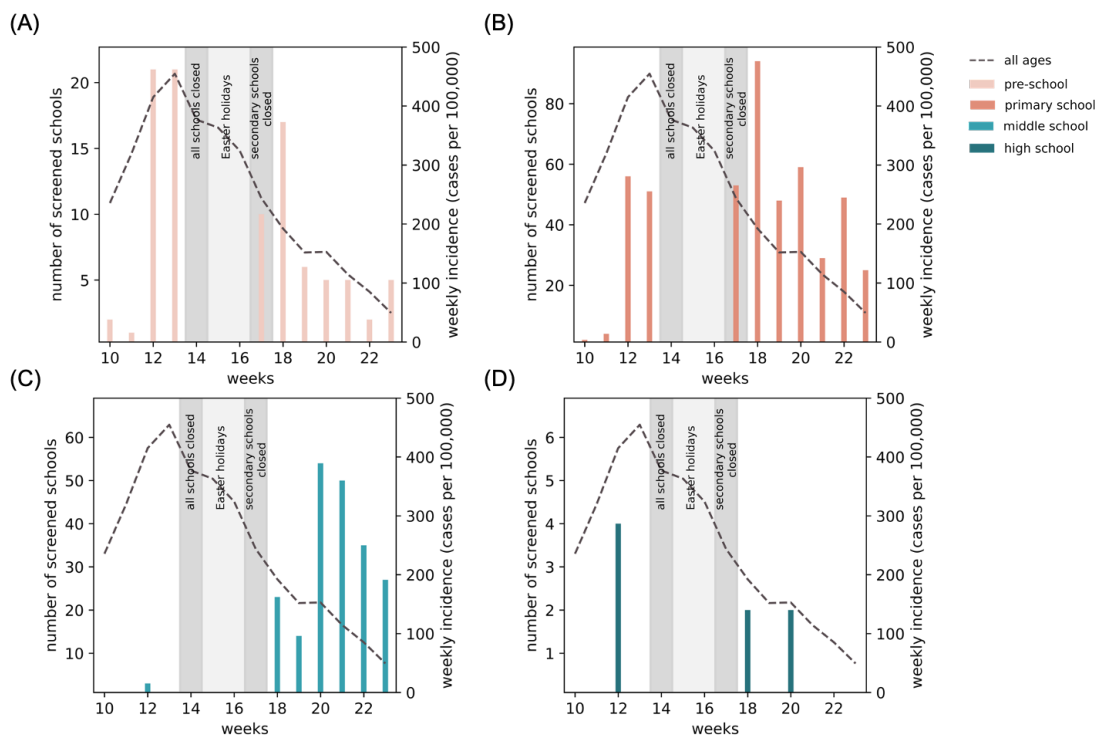 (A)
number of screened schools
20
15
10
5
all schools closed
Easter holidays
secondary schools
closed
500
400
300
200
100
0
weekly incidence (cases per 100,000)
10 12 14 16 18 20 22
weeks
(B)
number of screened schools
80
60
40
20
all schools closed
Easter holidays
secondary schools
closed
500
400
300
200
100
0
weekly incidence (cases per 100,000)
10 12 14 16 18 20 22
weeks
all ages
pre-school
primary school
middle school
high school
(C)
number of screened schools
60
50
40
30
20
10
all schools closed
Easter holidays
secondary schools
closed
500
400
300
200
100
0
weekly incidence (cases per 100,000)
10 12 14 16 18 20 22
weeks
(D)
number of screened schools
6
5
4
3
2
1
all schools closed
Easter holidays
secondary schools
closed
500
400
300
200
100
0
weekly incidence (cases per 100,000)
10 12 14 16 18 20 22
weeks